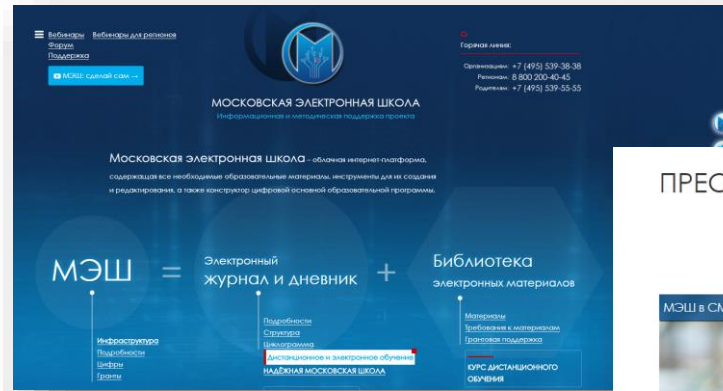 Вебинары Вебинары для регионов
Форум
Поддержка
МЭШ: сделай сам →
Горячая линия:
Организациям: +7 (495) 539-38-38
Регионам: 8 800 200-40-45
Родителям: +7 (495) 539-55-55
МОСКОВСКАЯ ЭЛЕКТРОННАЯ ШКОЛА
Информационная и методическая поддержка проекта
Московская электронная школа – облачная интернет-платформа,
содержащая все необходимые образовательные материалы, инструменты для их создания
и редактирования, а также конструктор цифровой основной образовательной программы.
МЭШ = Электронный журнал и дневник + Библиотека электронных материалов
Инфраструктура
Подробности
Цифры
Гранты
Подробности
Структура
Циклограмма
Дистанционное и электронное обучение
НАДЁЖНАЯ МОСКОВСКАЯ ШКОЛА
Материалы
Требования к материалам
Грантовая поддержка
КУРС ДИСТАНЦИОННОГО
ОБУЧЕНИЯ
ПРЕС
МЭШ в СМ